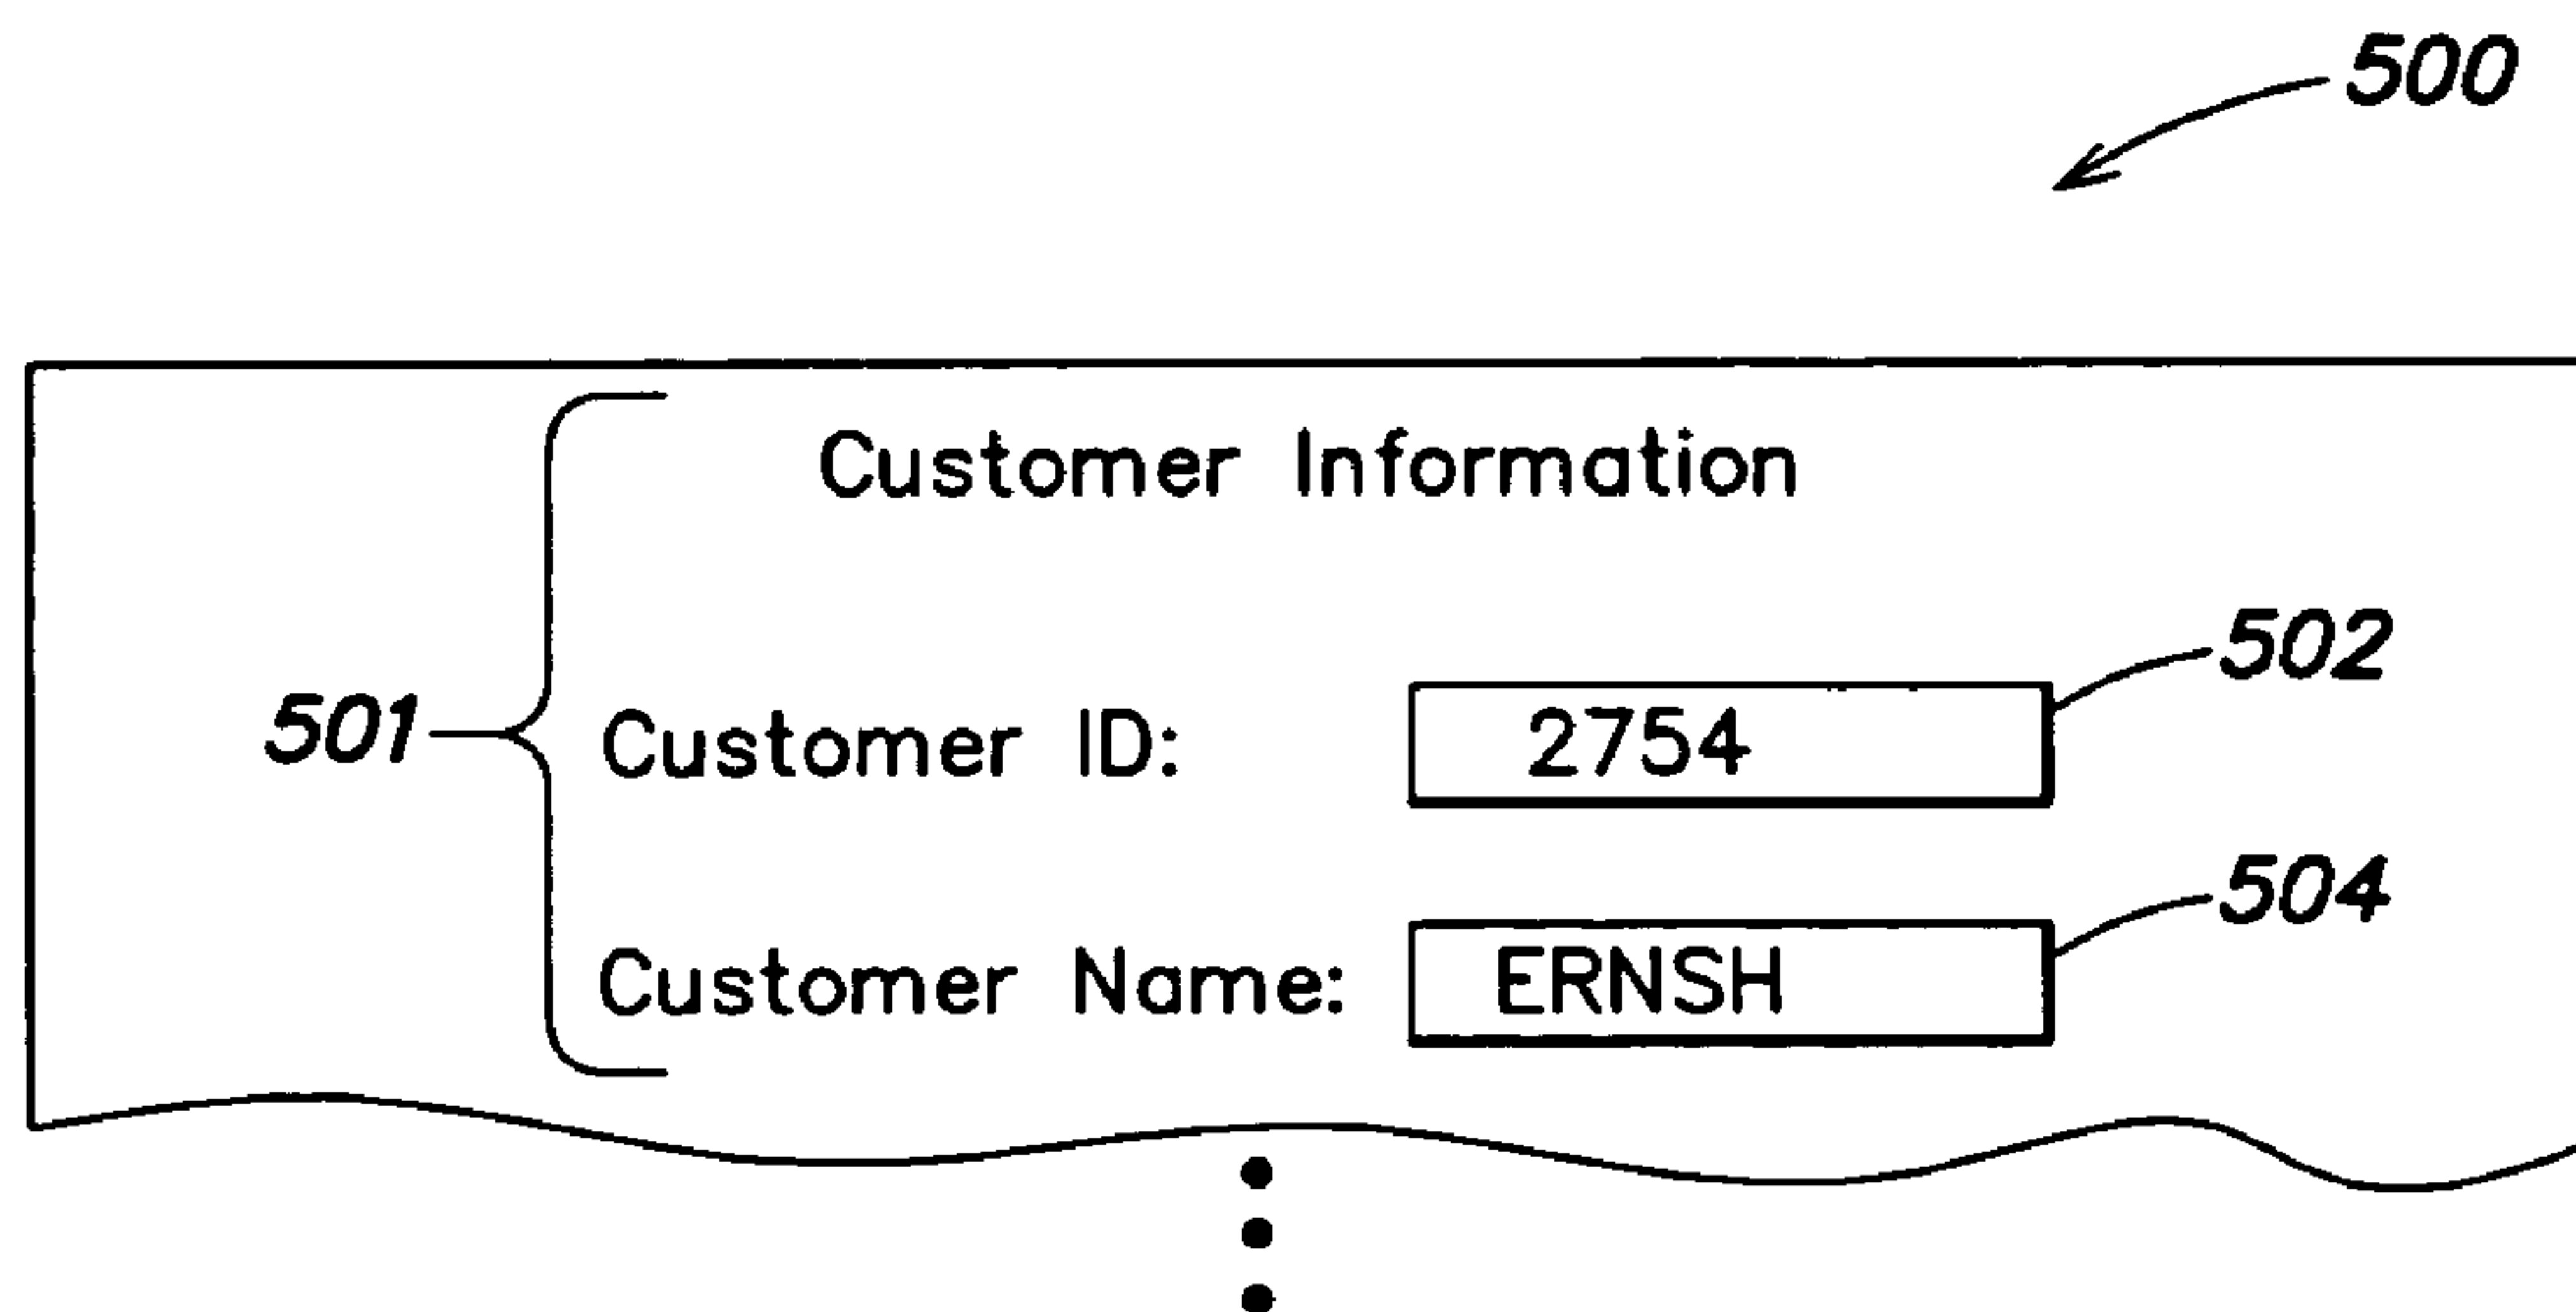 500
Customer Information
502
501 Customer ID: 2754
504
Customer Name: ERNSH